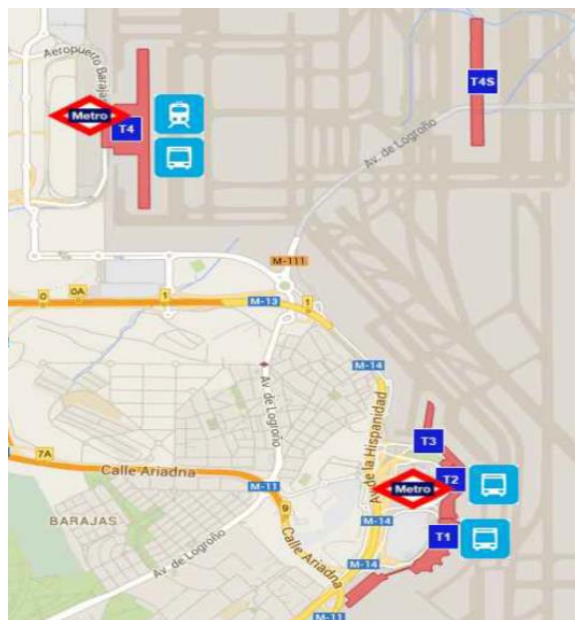 Aeropuerto Barajas
Metro
T4
T4S
Av. de Logroño
M-111
0
0A
1
M-13
1
M-14
Av. de Logroño
Av. de la Hispanidad
T3
7A
Calle Ariadna
M-11
Metro
T2
9
BARAJAS
M-14
T1
Calle Ariadna
Av. de Logroño
M-14
M-11